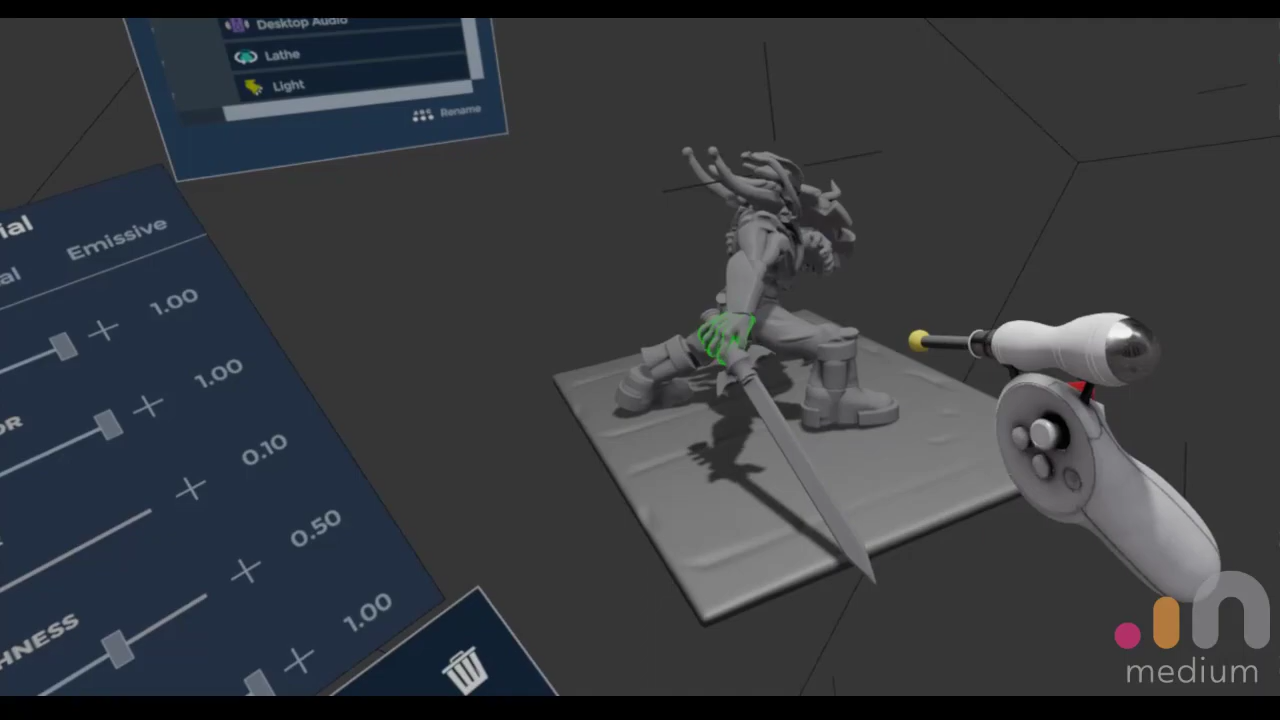 Desktop Audio
Lathe
Light
Rename
Emissive
1.00
1.00
0.10
0.50
1.00
medium